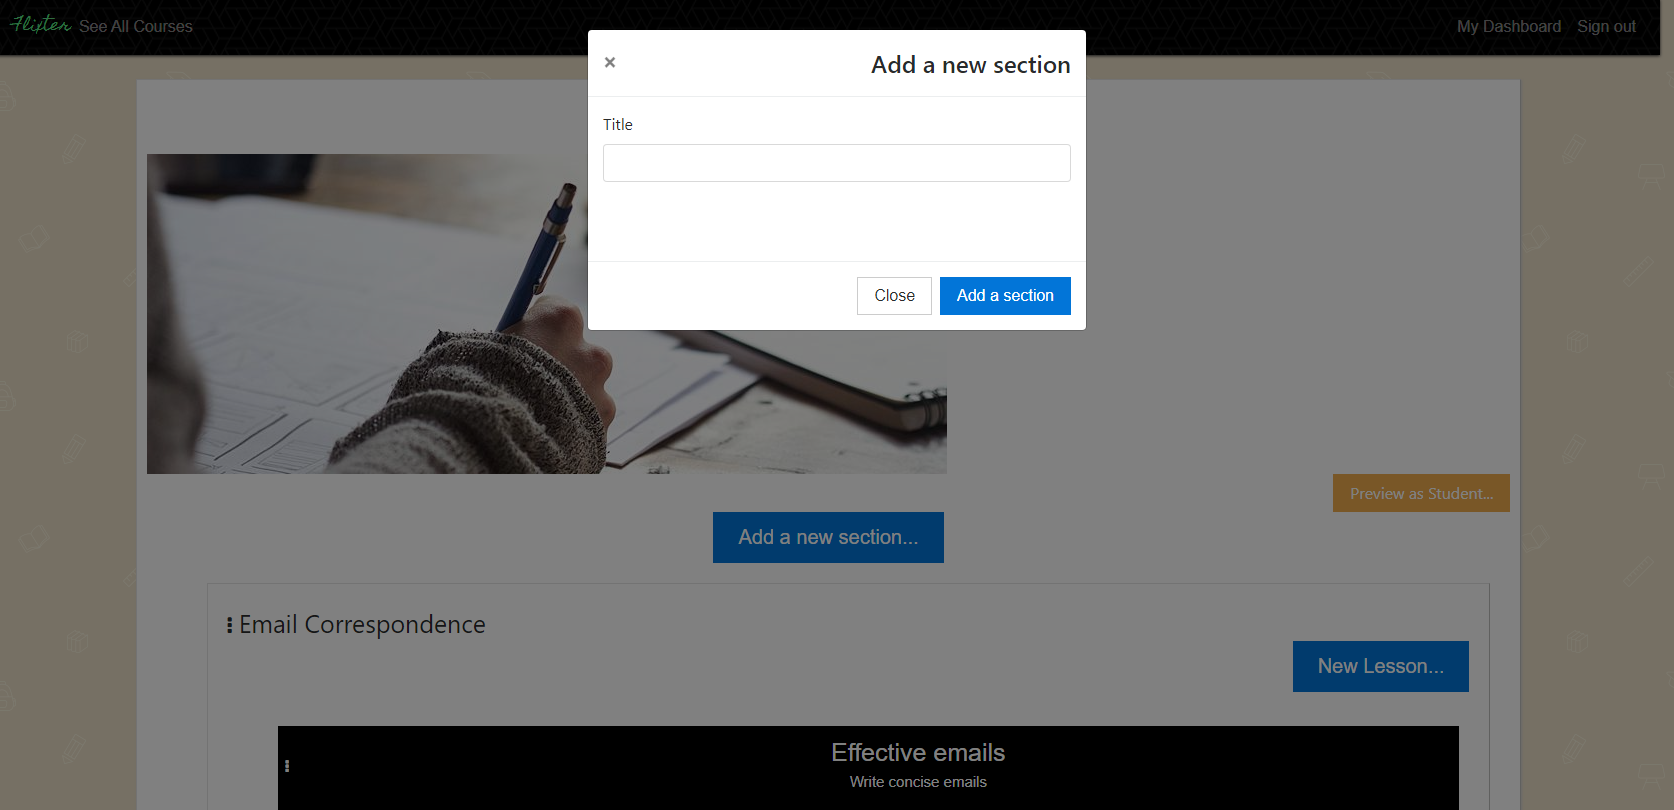 Flixter See All Courses My Dashboard Sign out
× Add a new section
Title
Close Add a section
Preview as Student...
Add a new section...
Email Correspondence
New Lesson...
Effective emails
Write concise emails